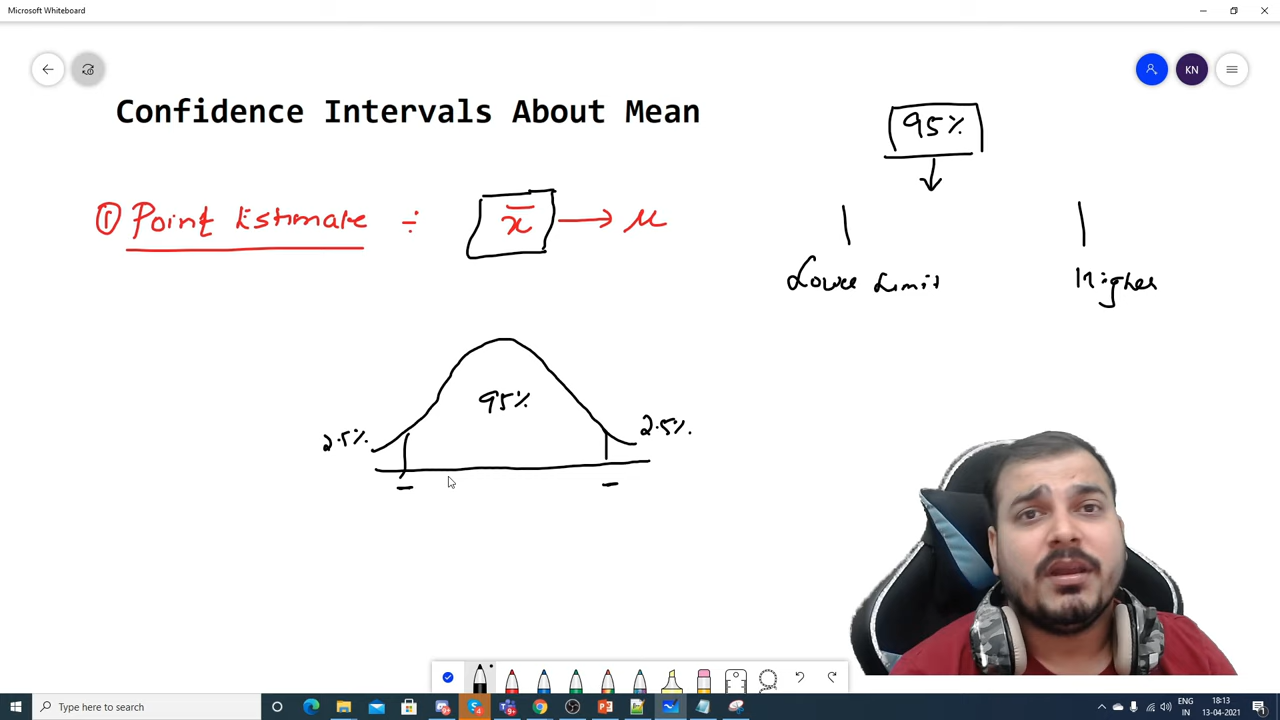 Microsoft Whiteboard
KN
Confidence Intervals About Mean
95%
① Point Estimate ÷ x̄ → μ
Lower Limit
Higher
95%
2.5%
2.5%.
Type here to search
ENG
IN
18:13
13-04-2021